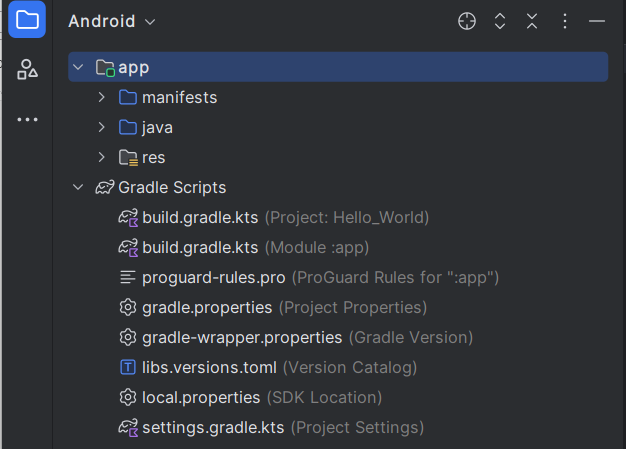 Android
app
manifests
java
res
Gradle Scripts
build.gradle.kts (Project: Hello_World)
build.gradle.kts (Module :app)
proguard-rules.pro (ProGuard Rules for ":app")
gradle.properties (Project Properties)
gradle-wrapper.properties (Gradle Version)
libs.versions.toml (Version Catalog)
local.properties (SDK Location)
settings.gradle.kts (Project Settings)